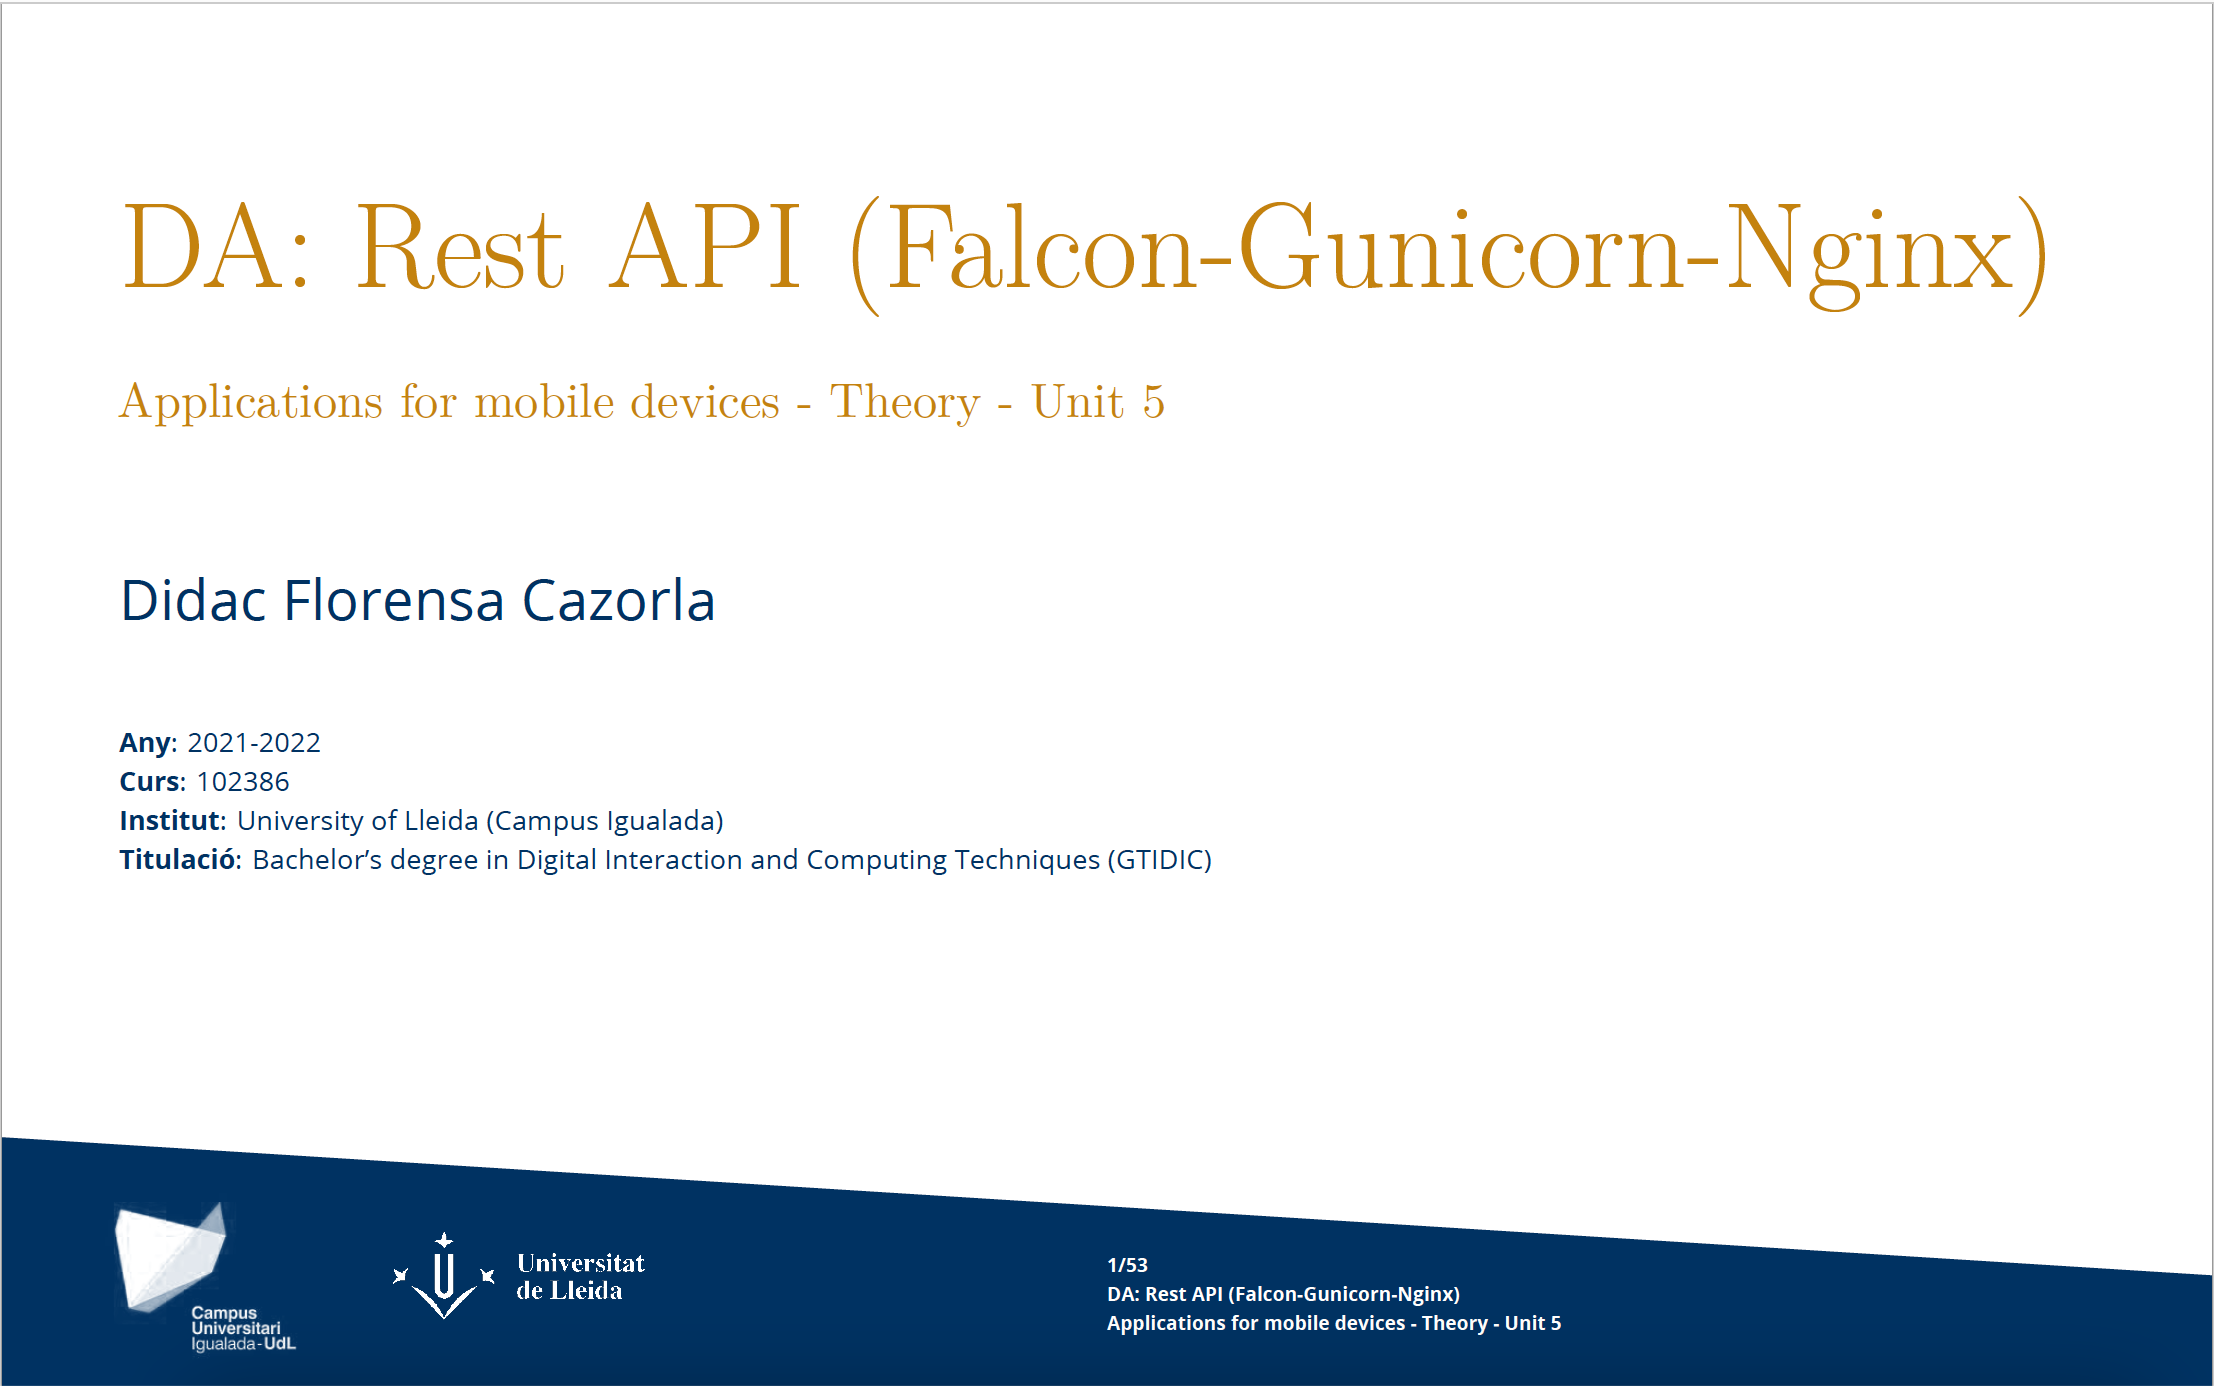 DA: Rest API (Falcon-Gunicorn-Nginx)
Applications for mobile devices - Theory - Unit 5
Didac Florensa Cazorla
Any: 2021-2022
Curs: 102386
Institut: University of Lleida (Campus Igualada)
Titulació: Bachelor’s degree in Digital Interaction and Computing Techniques (GTIDIC)
Campus
Universitari
Igualada-UdL
Universitat
de Lleida
1/53
DA: Rest API (Falcon-Gunicorn-Nginx)
Applications for mobile devices - Theory - Unit 5